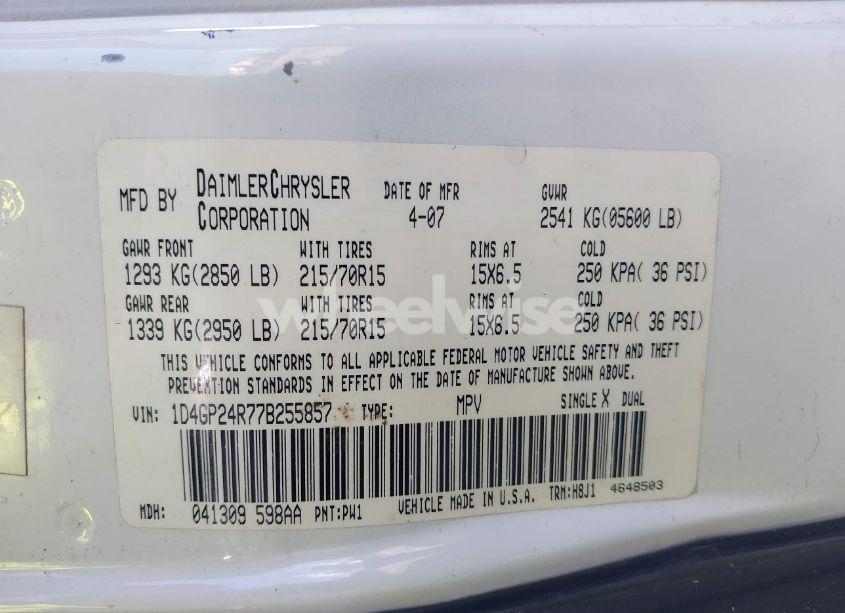 MFD BY DAIMLERCHRYSLER CORPORATION DATE OF MFR 4-07 GVWR 2541 KG(05600 LB)
GAWR FRONT WITH TIRES RIMS AT COLD
1293 KG(2850 LB) 215/70R15 15X6.5 250 KPA( 36 PSI)
GAWR REAR WITH TIRES RIMS AT COLD
1339 KG(2950 LB) 215/70R15 15X6.5 250 KPA( 36 PSI)
wheelwise
THIS VEHICLE CONFORMS TO ALL APPLICABLE FEDERAL MOTOR VEHICLE SAFETY AND THEFT
PREVENTION STANDARDS IN EFFECT ON THE DATE OF MANUFACTURE SHOWN ABOVE.
VIN: 1D4GP24R77B255857 TYPE: MPV SINGLE X DUAL
MDH: 041309 598AA PNT:PW1 VEHICLE MADE IN U.S.A. TRM:H8J1 4648503